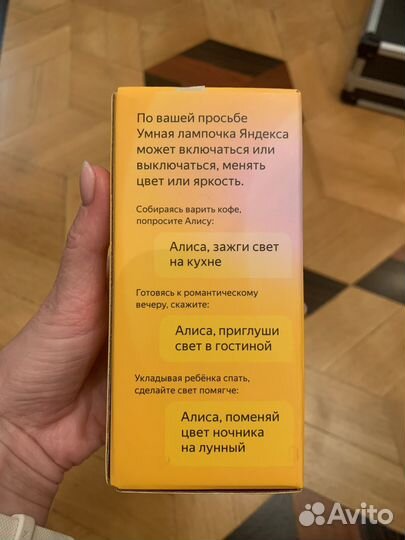 По вашей просьбе
Умная лампочка Яндекса
может включаться или
выключаться, менять
цвет или яркость.
Собираясь варить кофе,
попросите Алису:
Алиса, зажги свет
на кухне
Готовясь к романтическому
вечеру, скажите:
Алиса, приглуши
свет в гостиной
Укладывая ребёнка спать,
сделайте свет помягче:
Алиса, поменяй
цвет ночника
на лунный
Avito